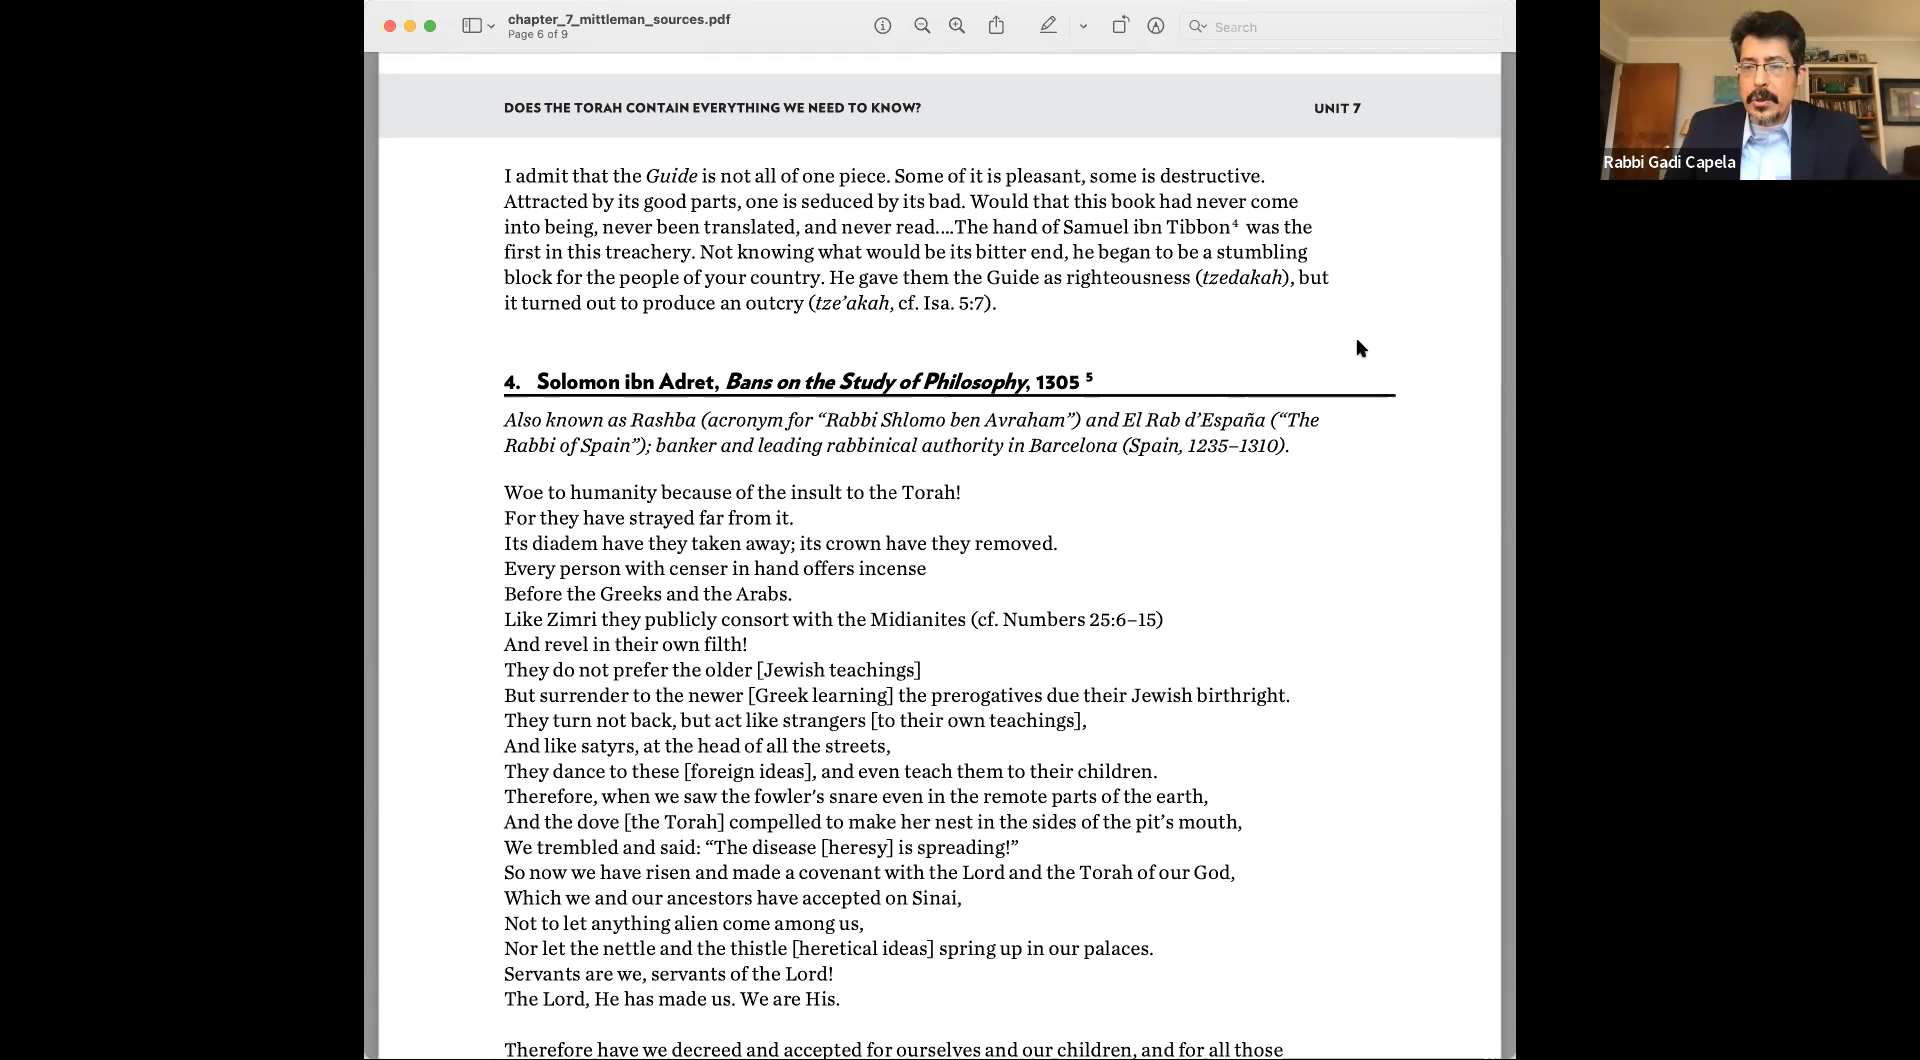 chapter_7_mittleman_sources.pdf
Page 6 of 9
Search
DOES THE TORAH CONTAIN EVERYTHING WE NEED TO KNOW?
UNIT 7
I admit that the Guide is not all of one piece. Some of it is pleasant, some is destructive.
Attracted by its good parts, one is seduced by its bad. Would that this book had never come
into being, never been translated, and never read....The hand of Samuel ibn Tibbon⁴ was the
first in this treachery. Not knowing what would be its bitter end, he began to be a stumbling
block for the people of your country. He gave them the Guide as righteousness (tzedakah), but
it turned out to produce an outcry (tze’akah, cf. Isa. 5:7).
4. Solomon ibn Adret, Bans on the Study of Philosophy, 1305 ⁵
Also known as Rashba (acronym for “Rabbi Shlomo ben Avraham”) and El Rab d’España (“The
Rabbi of Spain”); banker and leading rabbinical authority in Barcelona (Spain, 1235–1310).
Woe to humanity because of the insult to the Torah!
For they have strayed far from it.
Its diadem have they taken away; its crown have they removed.
Every person with censer in hand offers incense
Before the Greeks and the Arabs.
Like Zimri they publicly consort with the Midianites (cf. Numbers 25:6–15)
And revel in their own filth!
They do not prefer the older [Jewish teachings]
But surrender to the newer [Greek learning] the prerogatives due their Jewish birthright.
They turn not back, but act like strangers [to their own teachings],
And like satyrs, at the head of all the streets,
They dance to these [foreign ideas], and even teach them to their children.
Therefore, when we saw the fowler's snare even in the remote parts of the earth,
And the dove [the Torah] compelled to make her nest in the sides of the pit’s mouth,
We trembled and said: “The disease [heresy] is spreading!”
So now we have risen and made a covenant with the Lord and the Torah of our God,
Which we and our ancestors have accepted on Sinai,
Not to let anything alien come among us,
Nor let the nettle and the thistle [heretical ideas] spring up in our palaces.
Servants are we, servants of the Lord!
The Lord, He has made us. We are His.
Therefore have we decreed and accepted for ourselves and our children, and for all those
Rabbi Gadi Capela